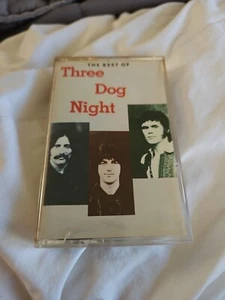 THE BEST OF
Three
Dog
Night